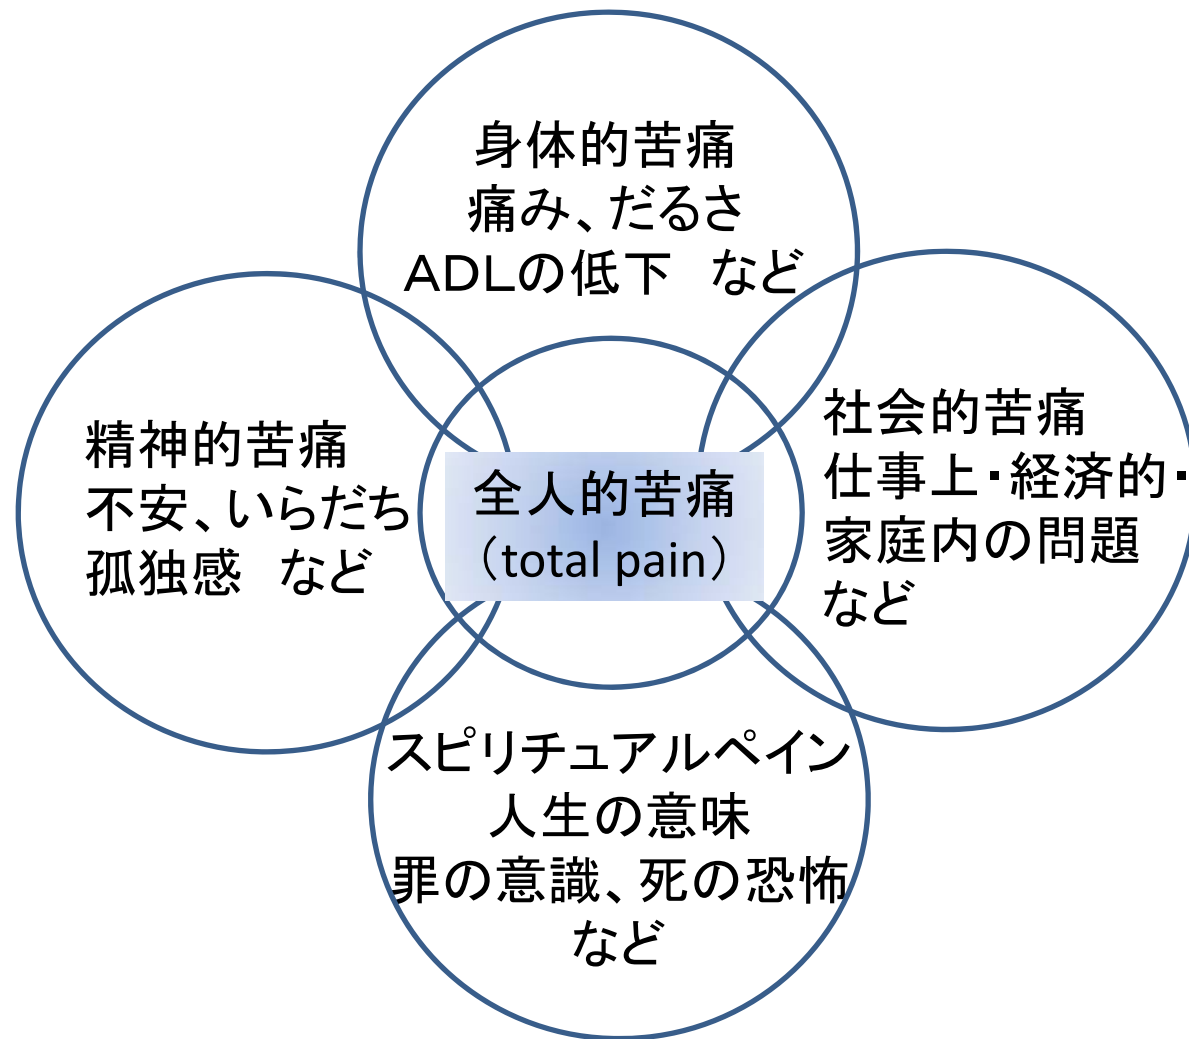 身体的苦痛
痛み、だるさ
ADLの低下　など
精神的苦痛
不安、いらだち
孤独感　など
全人的苦痛
（total pain）
社会的苦痛
仕事上・経済的・
家庭内の問題
など
スピリチュアルペイン
人生の意味
罪の意識、死の恐怖
など